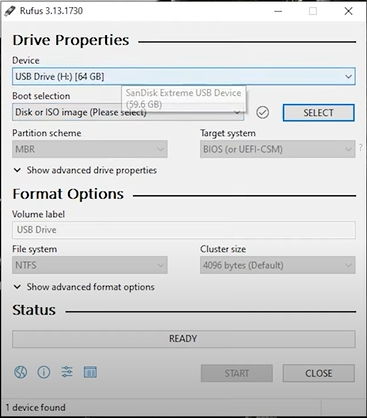 Rufus 3.13.1730
Drive Properties
Device
USB Drive (H:) [64 GB]
SanDisk Extreme USB Device
(59.6 GB)
Boot selection
Disk or ISO image (Please select)
SELECT
Partition scheme
Target system
MBR
BIOS (or UEFI-CSM)
?
Show advanced drive properties
Format Options
Volume label
USB Drive
File system
Cluster size
NTFS
4096 bytes (Default)
Show advanced format options
Status
READY
START
CLOSE
1 device found